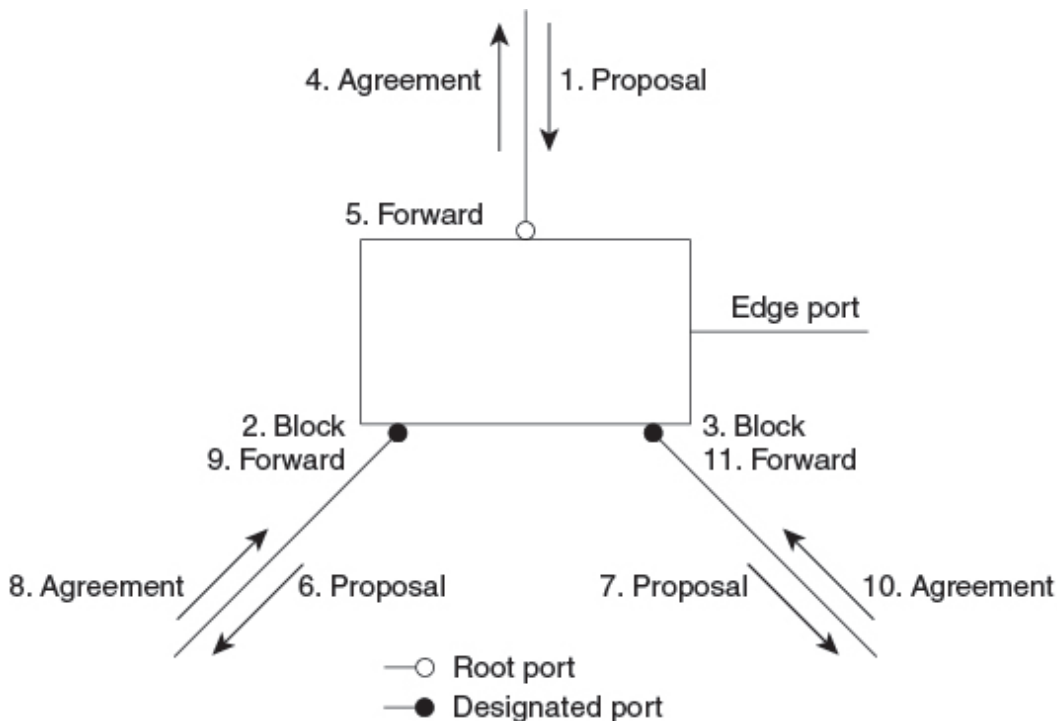 4. Agreement
1. Proposal
5. Forward
Edge port
2. Block
9. Forward
3. Block
11. Forward
8. Agreement
6. Proposal
7. Proposal
10. Agreement
Root port
Designated port